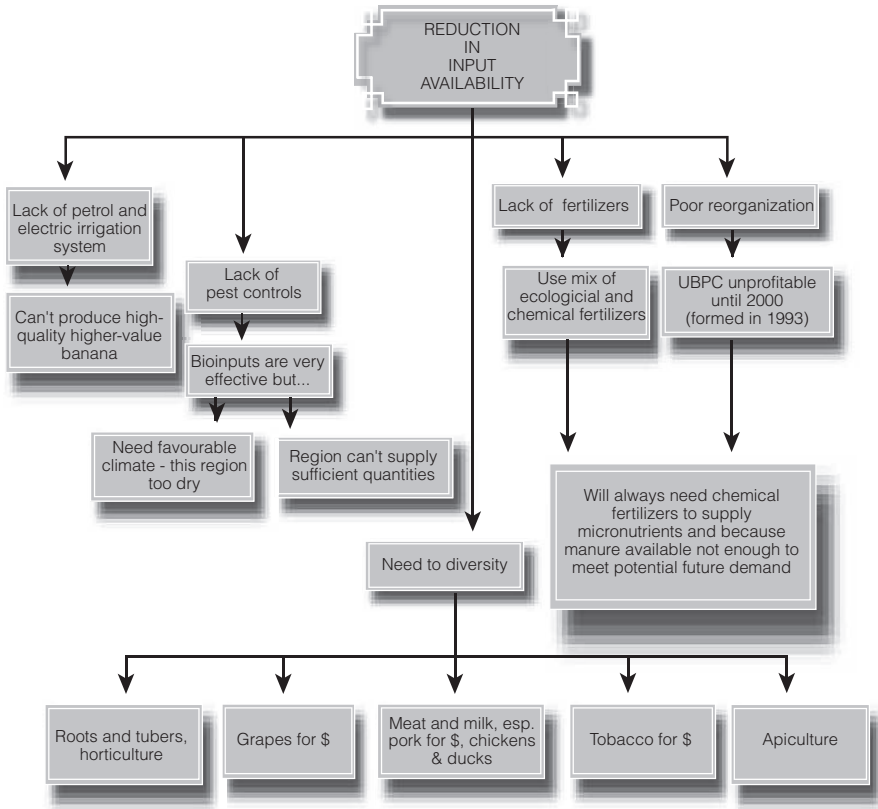 REDUCTION
IN
INPUT
AVAILABILITY
Lack of petrol and
electric irrigation
system
Can't produce high-
quality higher-value
banana
Lack of
pest controls
Bioinputs are very
effective but...
Need favourable
climate - this region
too dry
Region can't supply
sufficient quantities
Lack of fertilizers
Use mix of
ecologicial and
chemical fertilizers
Poor reorganization
UBPC unprofitable
until 2000
(formed in 1993)
Will always need chemical
fertilizers to supply
micronutrients and because
manure available not enough to
meet potential future demand
Need to diversity
Roots and tubers,
horticulture
Grapes for $
Meat and milk, esp.
pork for $, chickens
& ducks
Tobacco for $
Apiculture